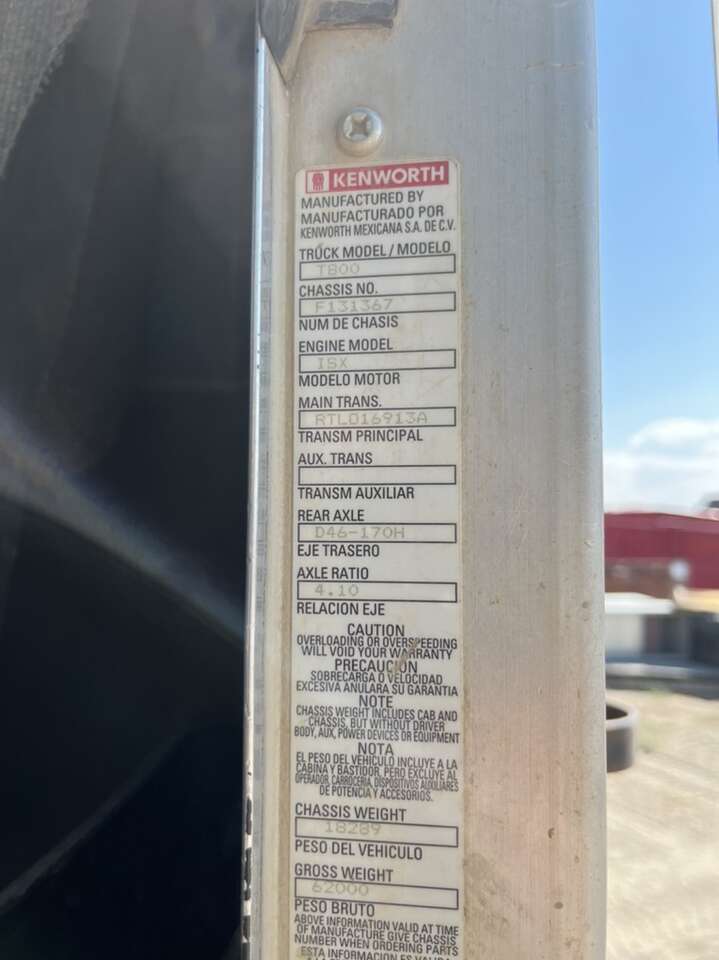 KENWORTH
MANUFACTURED BY
MANUFACTURADO POR
KENWORTH MEXICANA S.A. DE C.V.
TRUCK MODEL / MODELO
T800
CHASSIS NO.
F131367
NUM DE CHASIS
ENGINE MODEL
ISX
MODELO MOTOR
MAIN TRANS.
RTLO16913A
TRANSM PRINCIPAL
AUX. TRANS
TRANSM AUXILIAR
REAR AXLE
D46-170H
EJE TRASERO
AXLE RATIO
4.10
RELACION EJE
CAUTION
OVERLOADING OR OVERSPEEDING
WILL VOID YOUR WARRANTY
PRECAUCIÓN
SOBRECARGA O VELOCIDAD
EXCESIVA ANULARA SU GARANTIA
NOTE
CHASSIS WEIGHT INCLUDES CAB AND
CHASSIS, BUT WITHOUT DRIVER
BODY, AUX, POWER DEVICES OR EQUIPMENT
NOTA
EL PESO DEL VEHICULO INCLUYE A LA
CABINA Y BASTIDOR, PERO EXCLUYE AL
OPERADOR, CARROCERIA, DISPOSITIVOS AUXILIARES
DE POTENCIA Y ACCESORIOS.
CHASSIS WEIGHT
18289
PESO DEL VEHICULO
GROSS WEIGHT
62000
PESO BRUTO
ABOVE INFORMATION VALID AT TIME
OF MANUFACTURE GIVE CHASSIS
NUMBER WHEN ORDERING PARTS
ESTA INFORMACION ES VALIDA